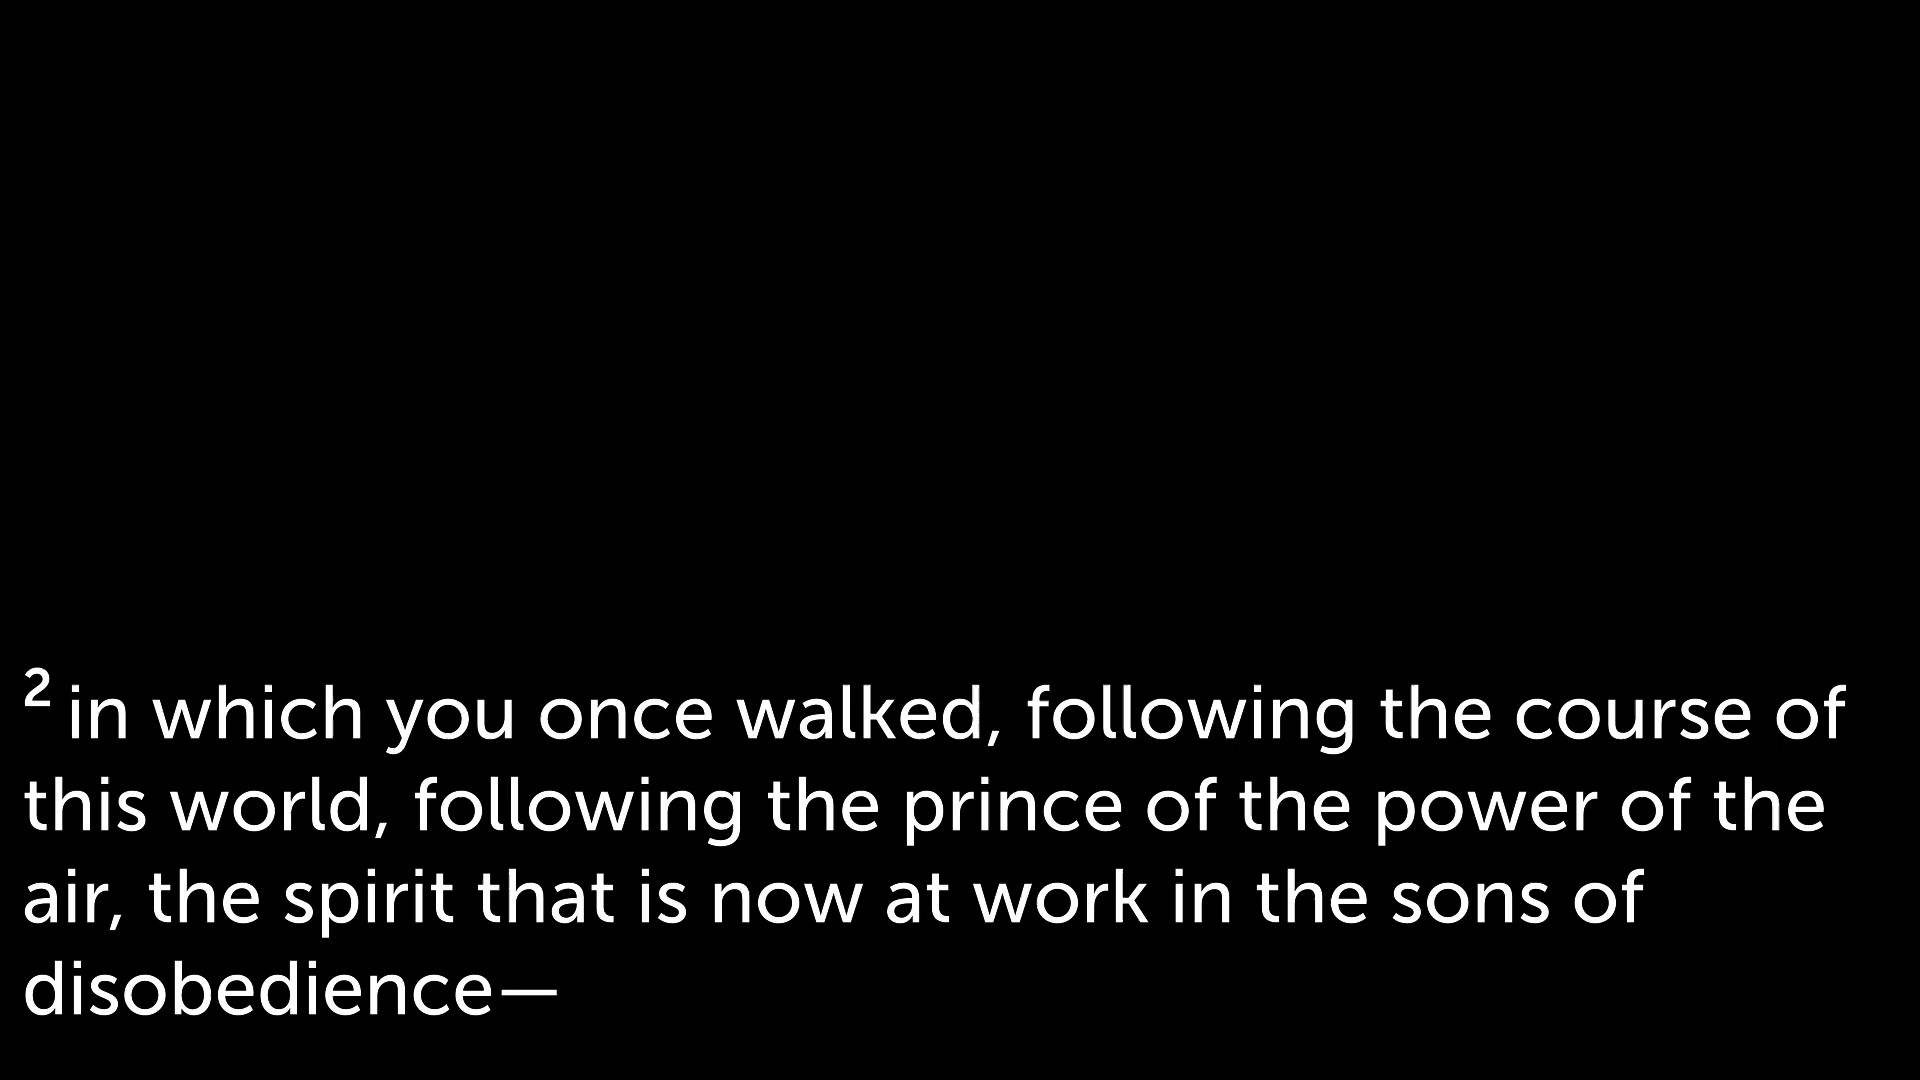 2 in which you once walked, following the course of
this world, following the prince of the power of the
air, the spirit that is now at work in the sons of
disobedience—